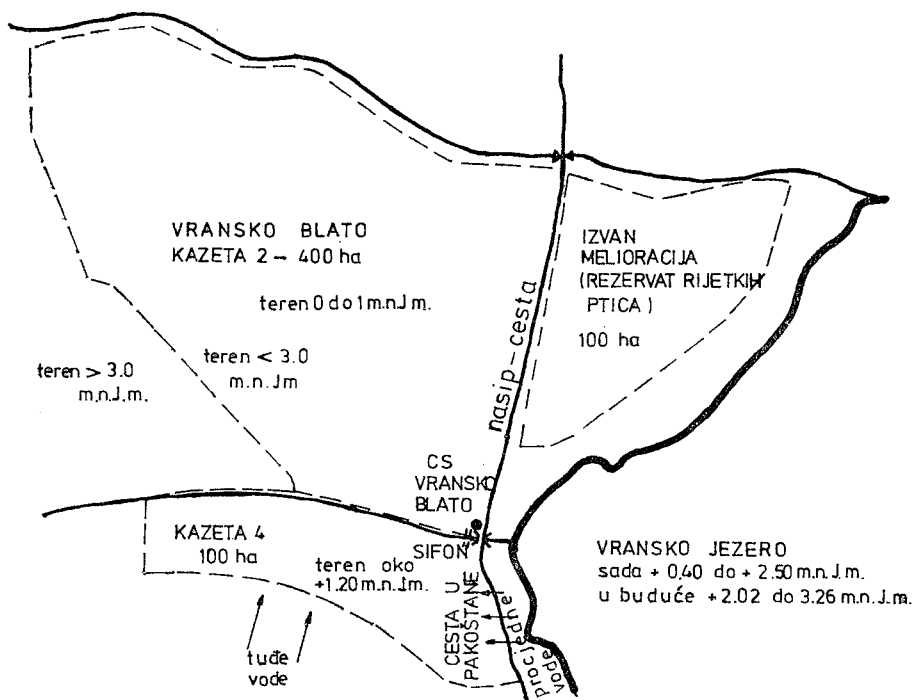 VRANSKO BLATO
KAZETA 2 – 400 ha
teren 0 do 1 m.n.J.m.
teren < 3.0
m.n.J.m
teren > 3.0
m.n.J.m.
nasip-cesta
IZVAN
MELIORACIJA
(REZERVAT RIJETKIH
PTICA)
100 ha
CS
VRANSKO
BLATO
SIFON
KAZETA 4
100 ha
teren oko
+1.20 m.n.J.m.
tuđe
vode
CESTA U
PAKOŠTANE
procjedne
vode
VRANSKO JEZERO
sada + 0.40 do + 2.50 m.n.J.m.
u buduće +2.02 do 3.26 m.n.J.m.